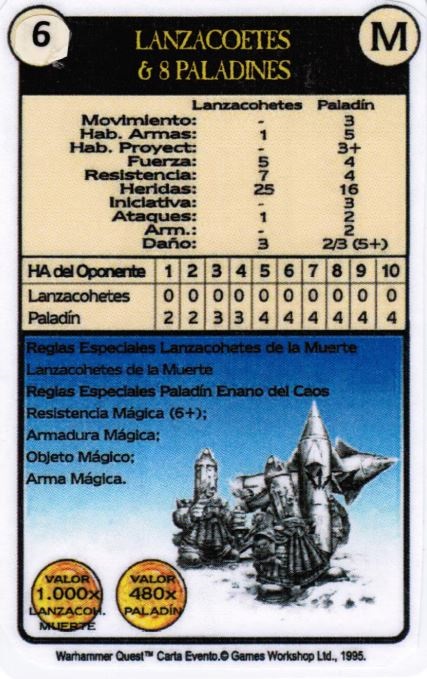 6
M
LANZACOETES
& 8 PALADINES
Lanzacohetes Paladín
Movimiento: - 3
Hab. Armas: 1 5
Hab. Proyect: - 3+
Fuerza: 5 4
Resistencia: 7 4
Heridas: 25 16
Iniciativa: - 3
Ataques: 1 2
Arm.: - 2
Daño: 3 2/3 (5+)
HA del Oponente 1 2 3 4 5 6 7 8 9 10
Lanzacohetes 0 0 0 0 0 0 0 0 0 0
Paladín 2 2 3 3 4 4 4 4 4 4
Reglas Especiales Lanzacohetes de la Muerte
Lanzacohetes de la Muerte
Reglas Especiales Paladín Enano del Caos
Resistencia Mágica (6+);
Armadura Mágica;
Objeto Mágico;
Arma Mágica.
VALOR
1.000x
LANZACOH.
MUERTE
VALOR
480x
PALADÍN
Warhammer Quest™ Carta Evento.© Games Workshop Ltd., 1995.